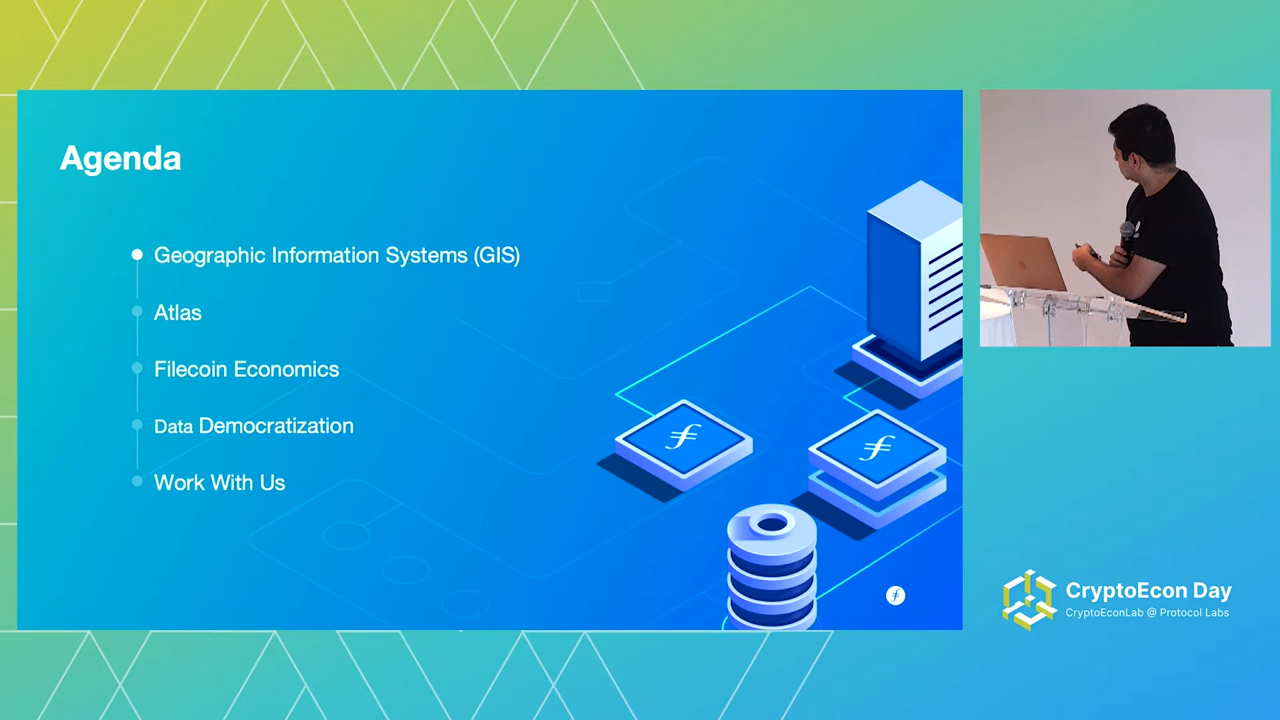 Agenda
Geographic Information Systems (GIS)
Atlas
Filecoin Economics
Data Democratization
Work With Us
CryptoEcon Day
CryptoEconLab @ Protocol Labs